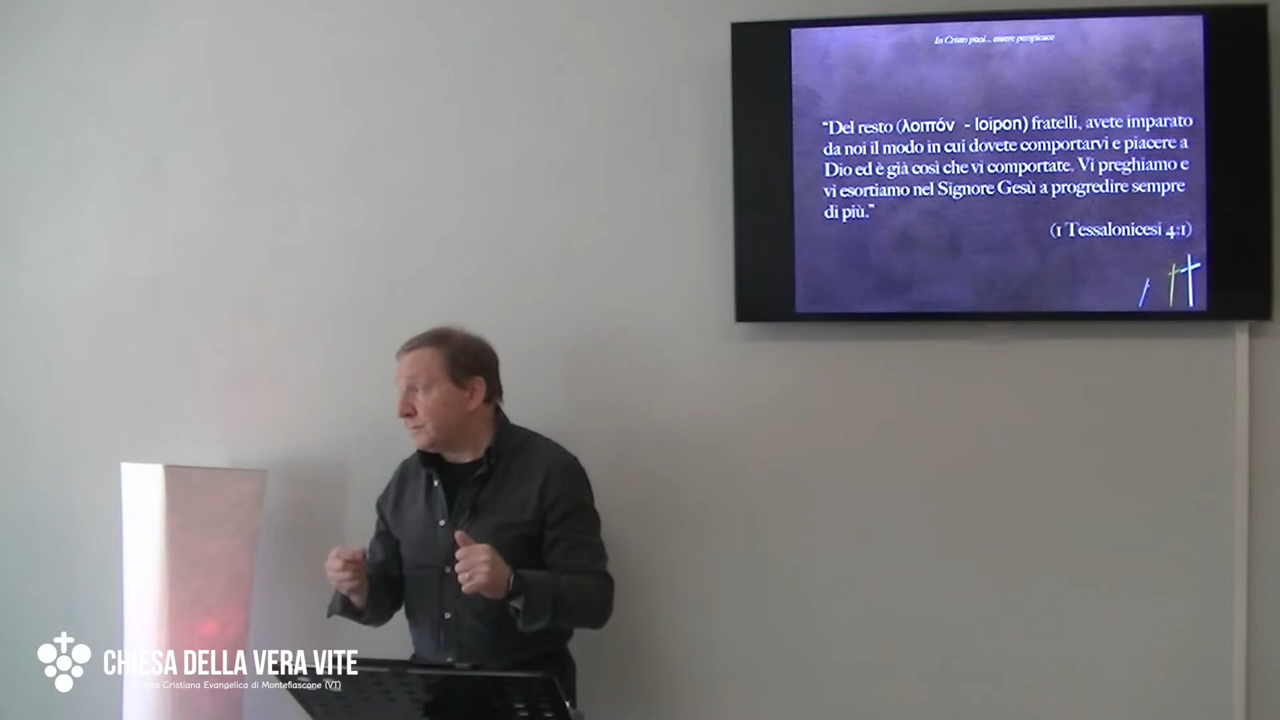 In Cristo puoi... essere perspicace
“Del resto (λοιπόν - loipon) fratelli, avete imparato
da noi il modo in cui dovete comportarvi e piacere a
Dio ed è già così che vi comportate. Vi preghiamo e
vi esortiamo nel Signore Gesù a progredire sempre
di più.”
(1 Tessalonicesi 4:1)
CHIESA DELLA VERA VITE
Cristiana Evangelica di Montefiascone (VT)